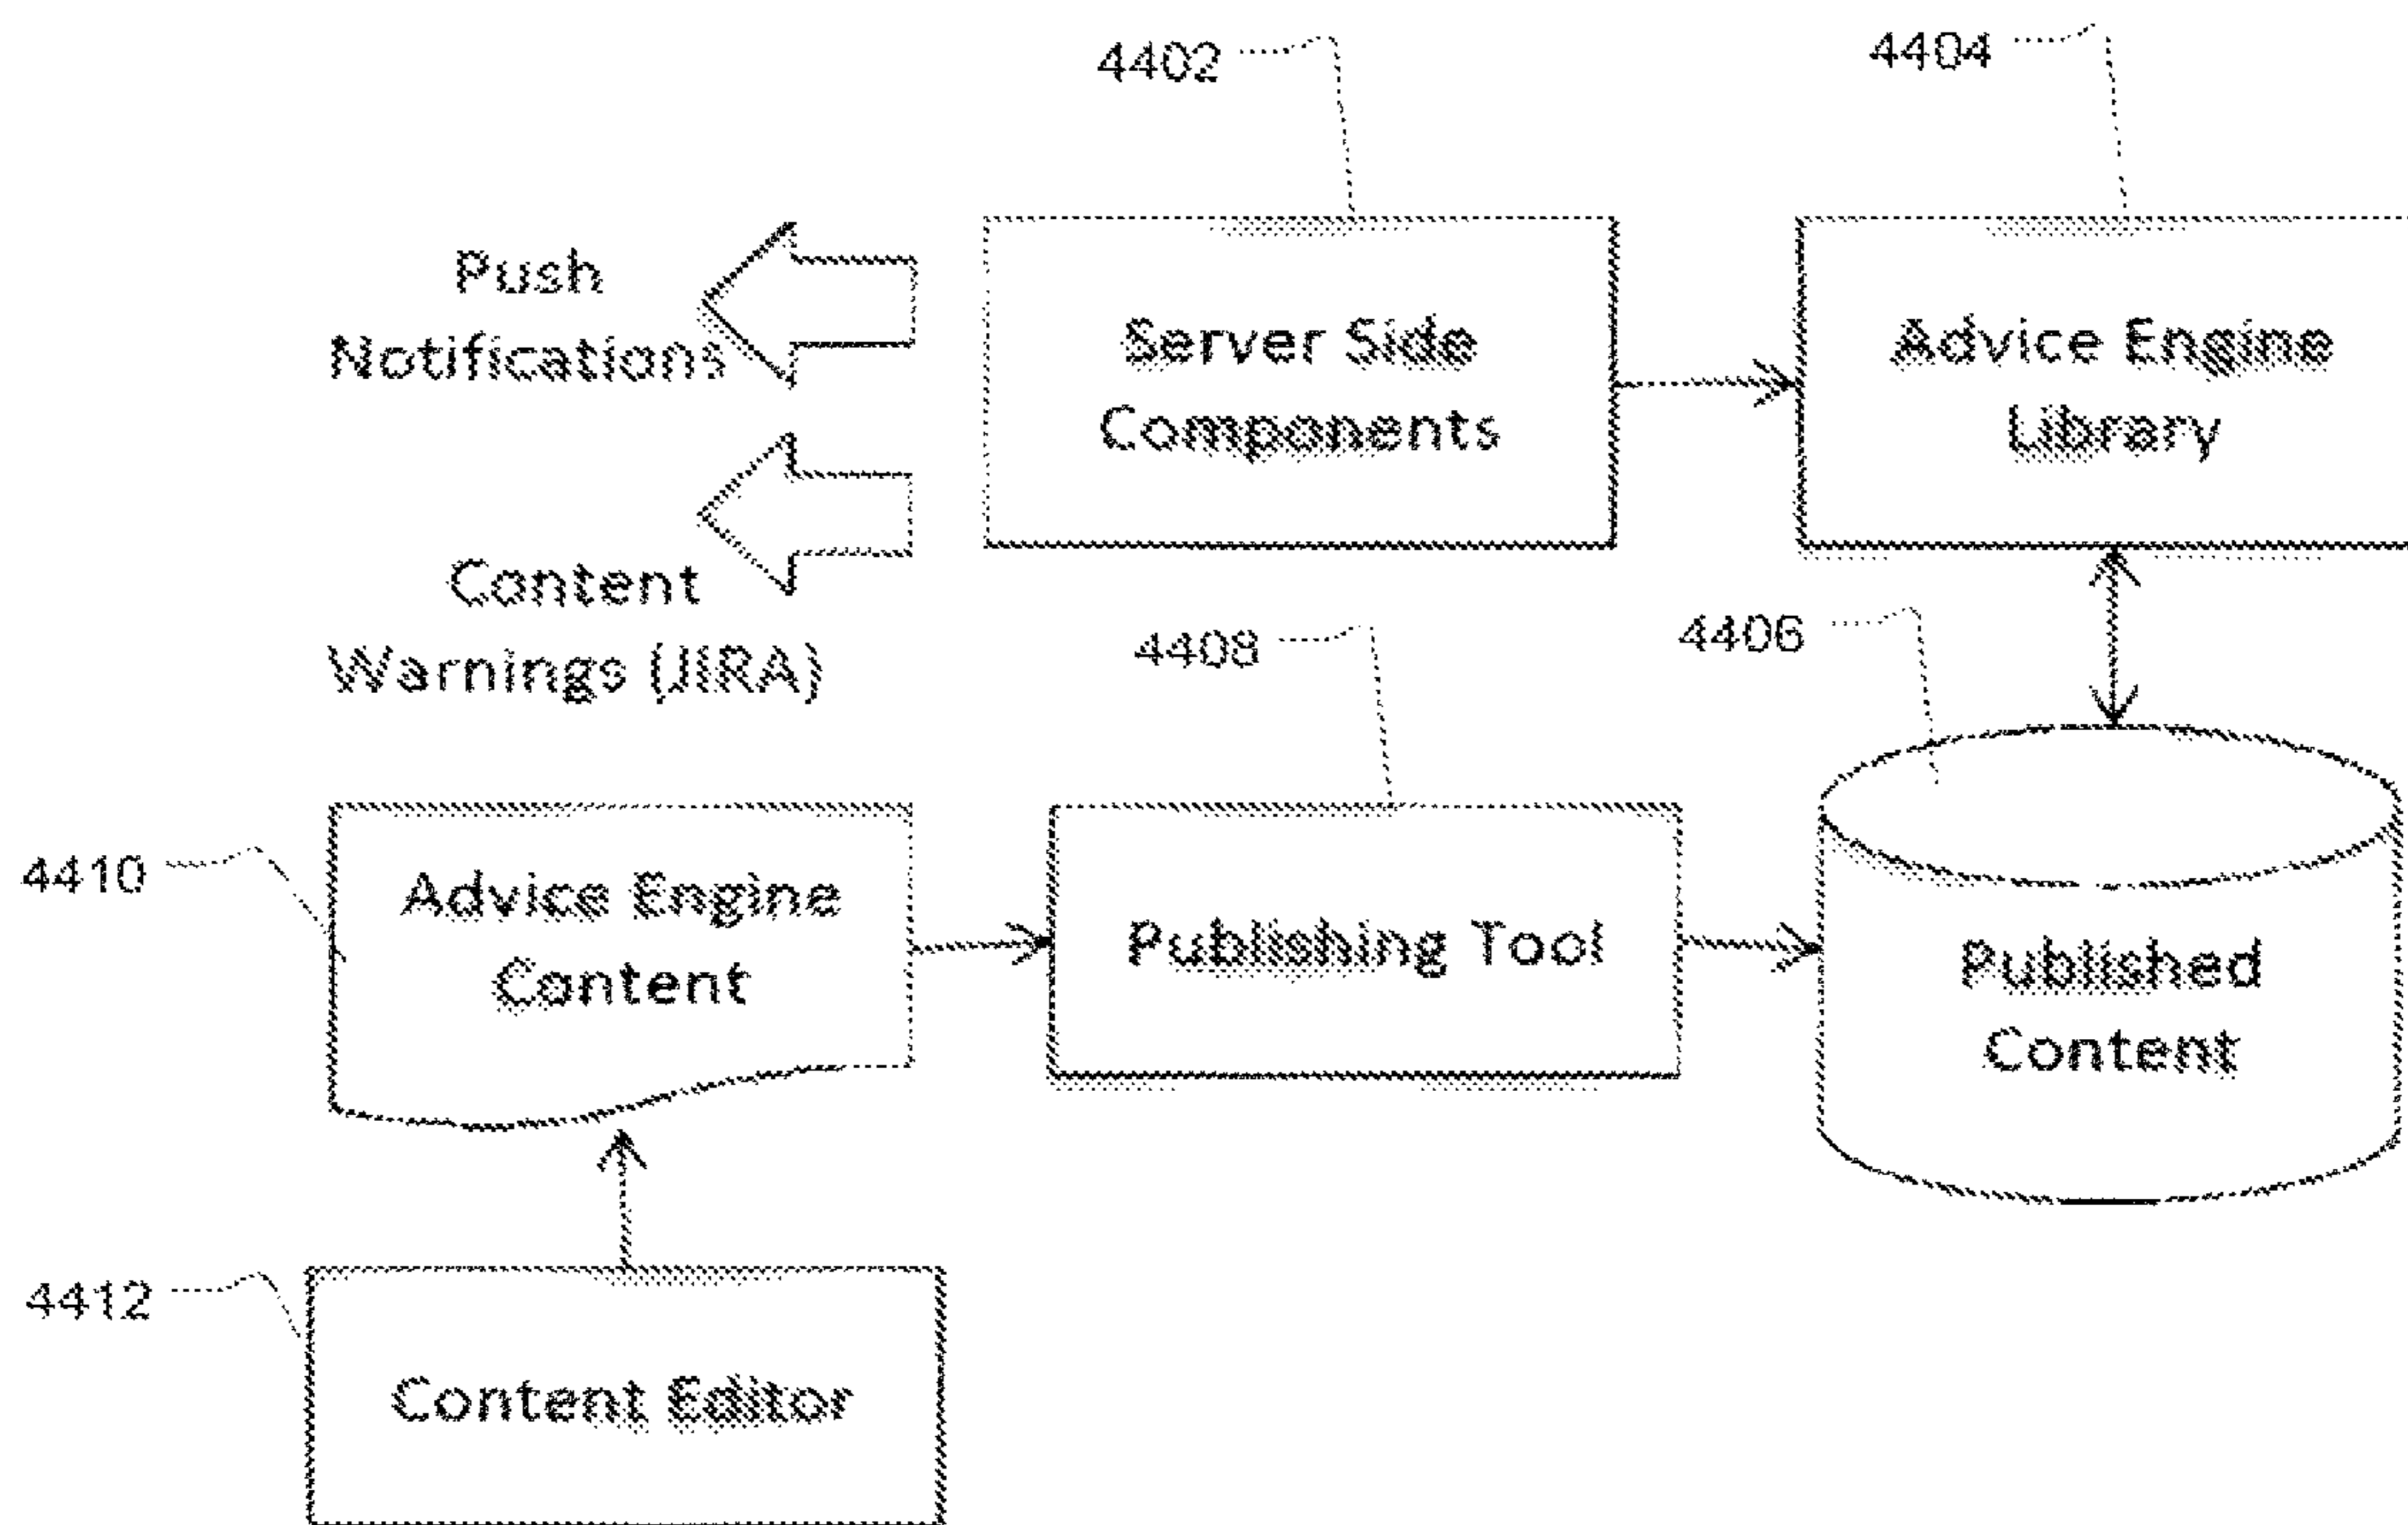 4402
4404
Push
Notifications
Server Side
Components
Advice Engine
Library
Content
Warnings (JIRA)
4408
4406
4410
Advice Engine
Content
Publishing Tool
Published
Content
4412
Content Editor